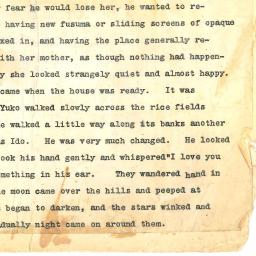 fear he would lose her, he wanted to re-
having new fusuma or sliding screens of opaque
xed in, and having the place generally re-
ith her mother, as though nothing had happen-
y she looked strangely quiet and almost happy.
came when the house was ready. It was
Yuko walked slowly across the rice fields
e walked a little way along its banks another
s Ido. He was very much changed. He looked
ook his hand gently and whispered"I love you
mething in his ear. They wandered hand in
e moon came over the hills and peeped at
began to darken, and the stars winked and
dually night came on around them.